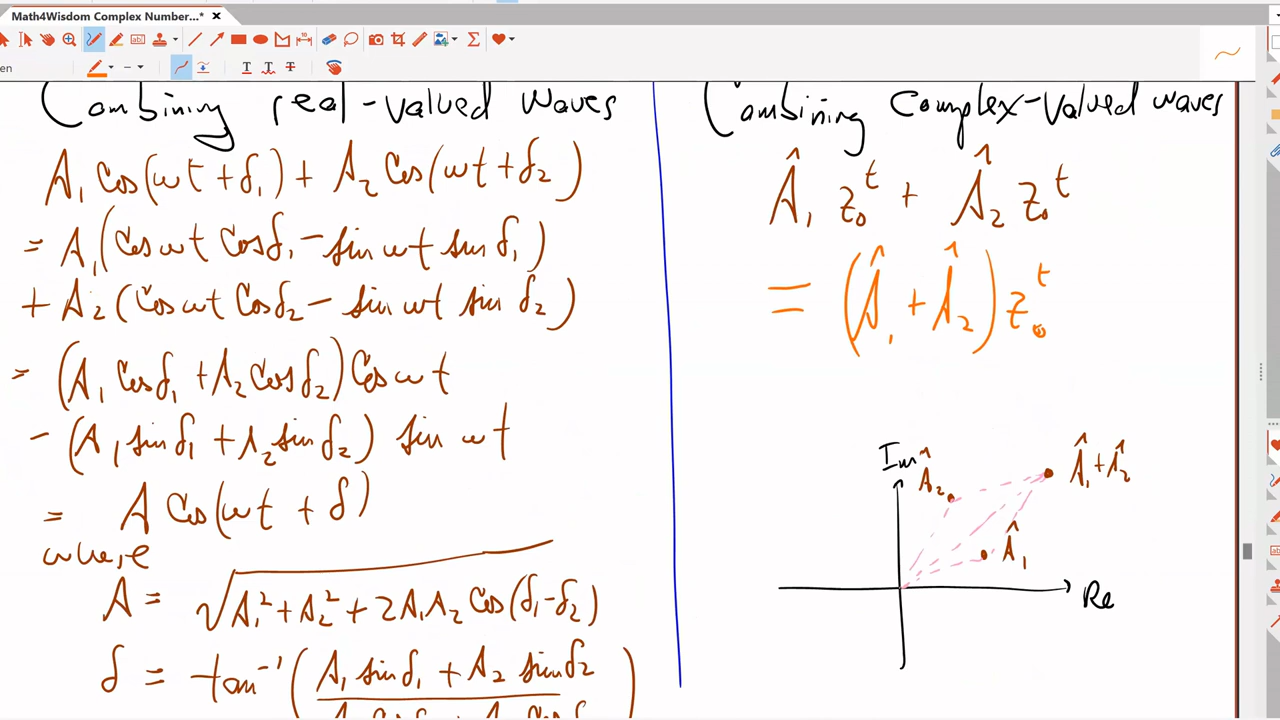 Math4Wisdom Complex Number...* ×
en
Combining real-valued waves
A₁ Cos(ωt + δ₁) + A₂ Cos(ωt + δ₂)
= A₁(Cos ωt Cos δ₁ - sin ωt sin δ₁)
+ A₂ (Cos ωt Cos δ₂ - sin ωt sin δ₂)
= (A₁ Cos δ₁ + A₂ Cos δ₂) Cos ωt
- (A₁ sin δ₁ + A₂ sin δ₂) sin ωt
= A Cos(ωt + δ)
where
A = √(A₁² + A₂² + 2A₁A₂ Cos(δ₁-δ₂))
δ = tan⁻¹ ( A₁ sin δ₁ + A₂ sin δ₂
Combining Complex-valued waves
Â₁ z₀ᵗ + Â₂ z₀ᵗ
= (Â₁ + Â₂) z₀ᵗ
Im
Â₂
Â₁ + Â₂
Â₁
Re